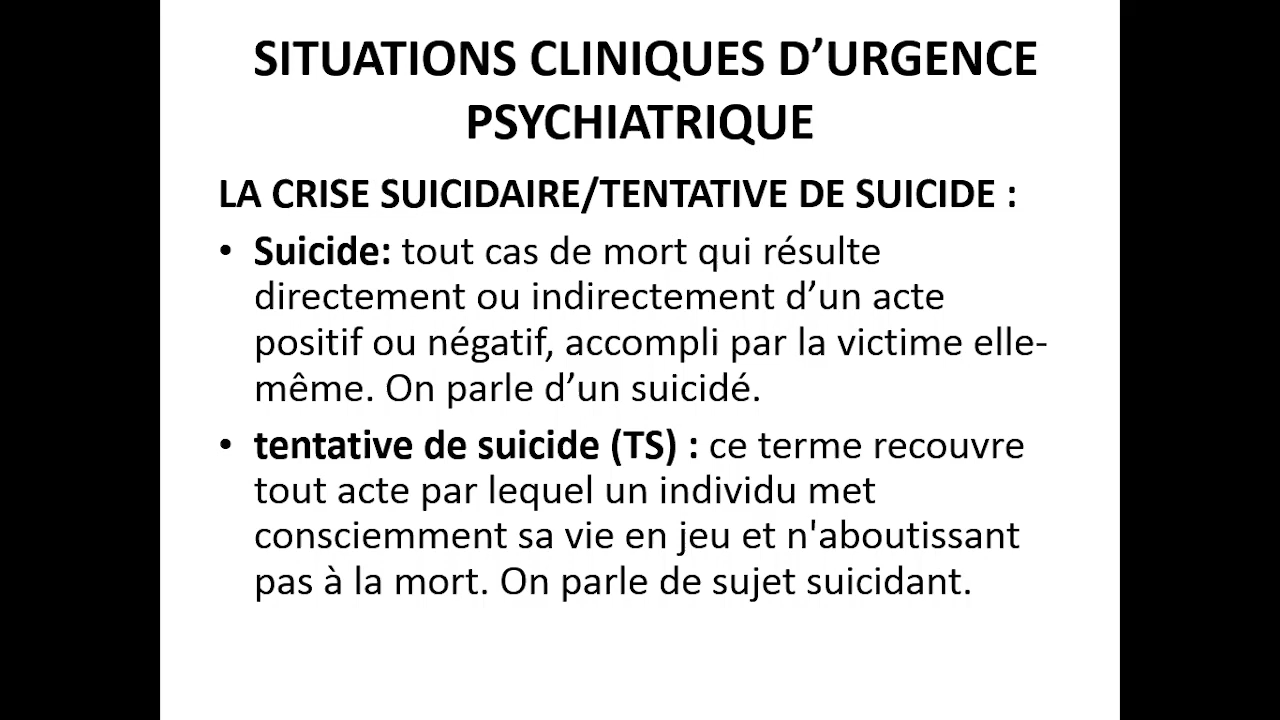 SITUATIONS CLINIQUES D’URGENCE
PSYCHIATRIQUE
LA CRISE SUICIDAIRE/TENTATIVE DE SUICIDE :
• Suicide: tout cas de mort qui résulte
directement ou indirectement d’un acte
positif ou négatif, accompli par la victime elle-
même. On parle d’un suicidé.
• tentative de suicide (TS) : ce terme recouvre
tout acte par lequel un individu met
consciemment sa vie en jeu et n'aboutissant
pas à la mort. On parle de sujet suicidant.